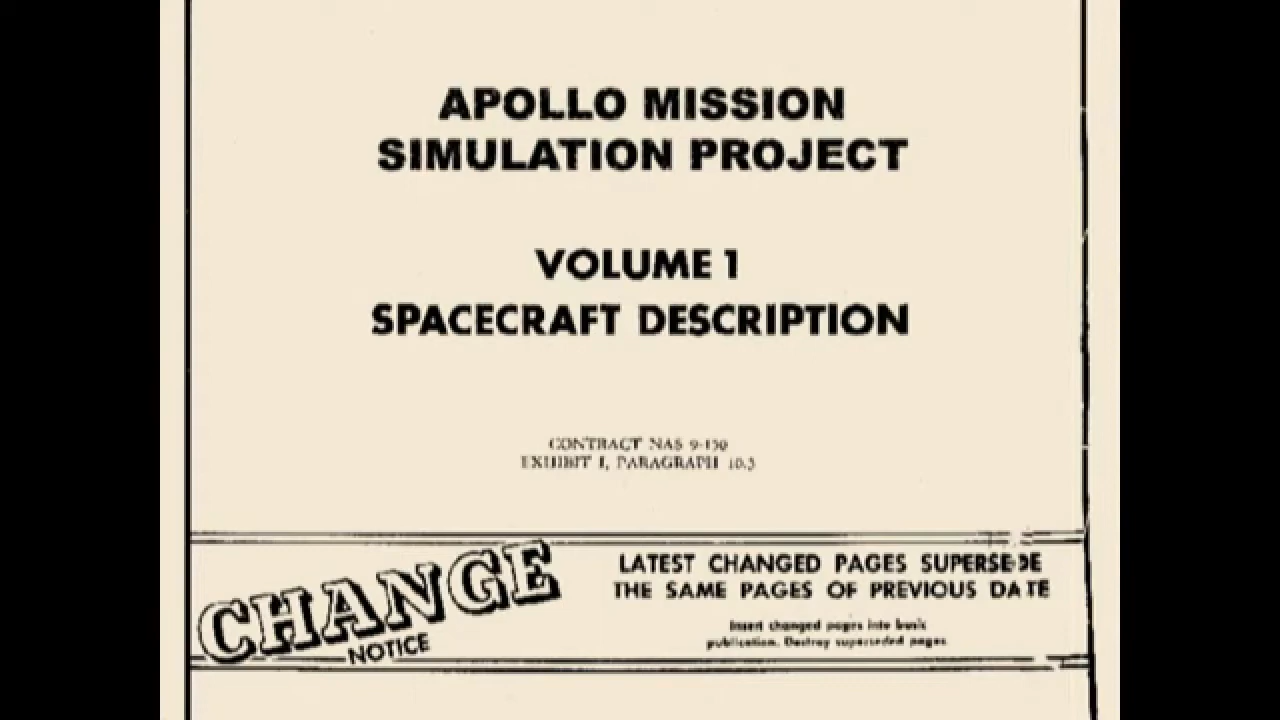 APOLLO MISSION
SIMULATION PROJECT
VOLUME 1
SPACECRAFT DESCRIPTION
CONTRACT NAS 9-150
EXHIBIT I, PARAGRAPH 10.3
CHANGE
NOTICE
LATEST CHANGED PAGES SUPERSEDE
THE SAME PAGES OF PREVIOUS DATE
Insert changed pages into basic
publication. Destroy superseded pages.